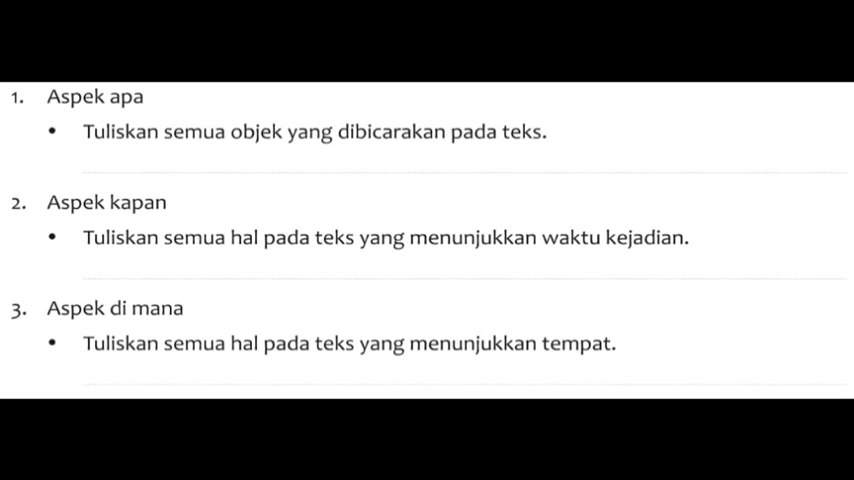 1. Aspek apa
• Tuliskan semua objek yang dibicarakan pada teks.
2. Aspek kapan
• Tuliskan semua hal pada teks yang menunjukkan waktu kejadian.
3. Aspek di mana
• Tuliskan semua hal pada teks yang menunjukkan tempat.